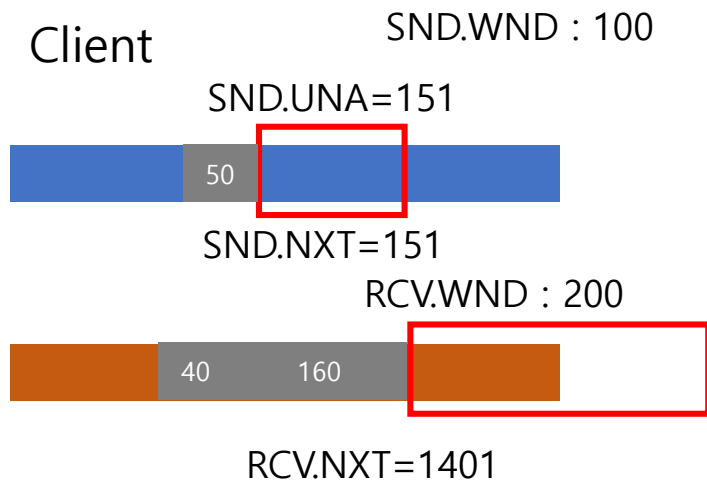 Client
SND.WND : 100
SND.UNA=151
50
SND.NXT=151
RCV.WND : 200
40 160
RCV.NXT=1401